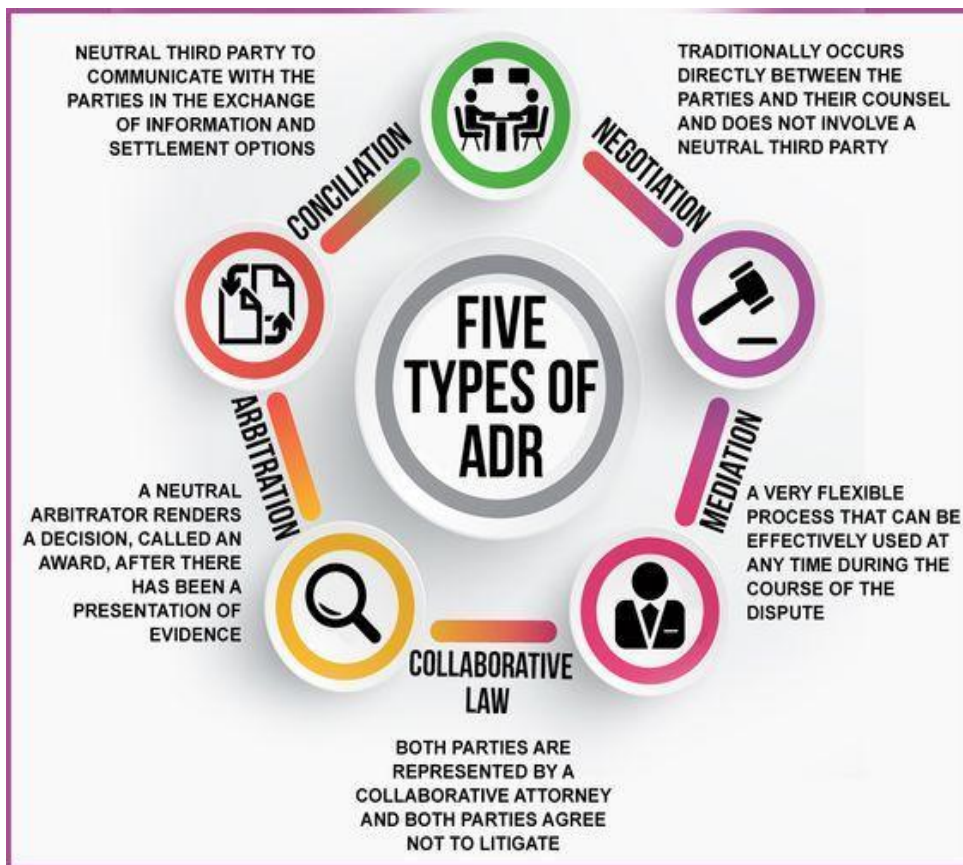 NEUTRAL THIRD PARTY TO
COMMUNICATE WITH THE
PARTIES IN THE EXCHANGE
OF INFORMATION AND
SETTLEMENT OPTIONS
CONCILIATION
TRADITIONALLY OCCURS
DIRECTLY BETWEEN THE
PARTIES AND THEIR COUNSEL
AND DOES NOT INVOLVE A
NEUTRAL THIRD PARTY
NEGOTIATION
FIVE
TYPES OF
ADR
ARBITRATION
A NEUTRAL
ARBITRATOR RENDERS
A DECISION, CALLED AN
AWARD, AFTER THERE
HAS BEEN A
PRESENTATION OF
EVIDENCE
MEDIATION
A VERY FLEXIBLE
PROCESS THAT CAN BE
EFFECTIVELY USED AT
ANY TIME DURING THE
COURSE OF THE
DISPUTE
COLLABORATIVE
LAW
BOTH PARTIES ARE
REPRESENTED BY A
COLLABORATIVE ATTORNEY
AND BOTH PARTIES AGREE
NOT TO LITIGATE